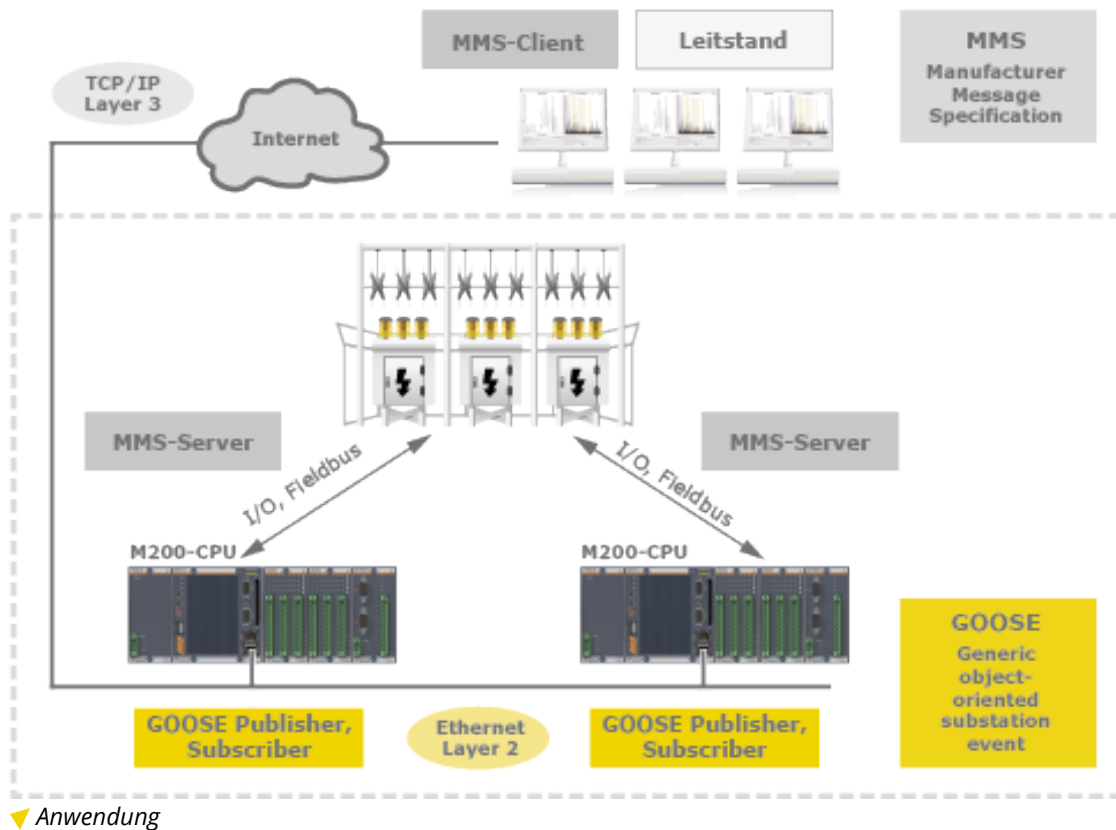 MMS-Client
Leitstand
MMS
Manufacturer
Message
Specification
TCP/IP
Layer 3
Internet
MMS-Server
MMS-Server
I/O, Fieldbus
I/O, Fieldbus
M200-CPU
M200-CPU
GOOSE
Generic
object-
oriented
substation
event
GOOSE Publisher,
Subscriber
Ethernet
Layer 2
GOOSE Publisher,
Subscriber
Anwendung